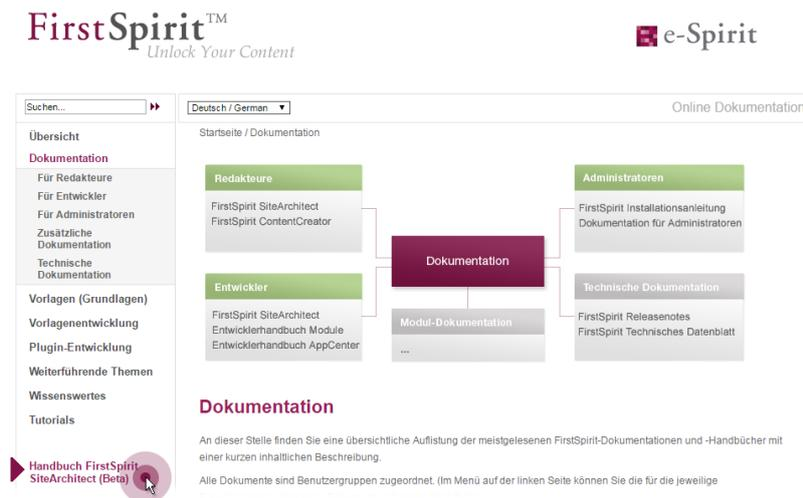 FirstSpirit™
Unlock Your Content
e-Spirit
Suchen...
Deutsch / German
Online Dokumentation
Startseite / Dokumentation
Übersicht
Dokumentation
Für Redakteure
Für Entwickler
Für Administratoren
Zusätzliche
Dokumentation
Technische
Dokumentation
Vorlagen (Grundlagen)
Vorlagenentwicklung
Plugin-Entwicklung
Weiterführende Themen
Wissenswertes
Tutorials
Handbuch FirstSpirit
SiteArchitect (Beta)
Redakteure
FirstSpirit SiteArchitect
FirstSpirit ContentCreator
Administratoren
FirstSpirit Installationsanleitung
Dokumentation für Administratoren
Dokumentation
Entwickler
FirstSpirit SiteArchitect
Entwicklerhandbuch Module
Entwicklerhandbuch AppCenter
Modul-Dokumentation
...
Technische Dokumentation
FirstSpirit Releasenotes
FirstSpirit Technisches Datenblatt
Dokumentation
An dieser Stelle finden Sie eine übersichtliche Auflistung der meistgelesenen FirstSpirit-Dokumentationen und -Handbücher mit
einer kurzen inhaltlichen Beschreibung.
Alle Dokumente sind Benutzergruppen zugeordnet. (Im Menü auf der linken Seite können Sie die für die jeweilige